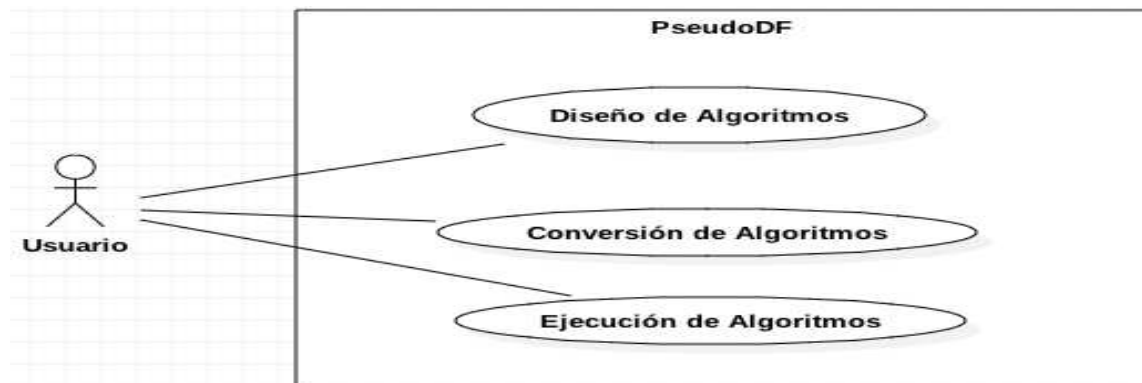 PseudoDF
Diseño de Algoritmos
Usuario
Conversión de Algoritmos
Ejecución de Algoritmos